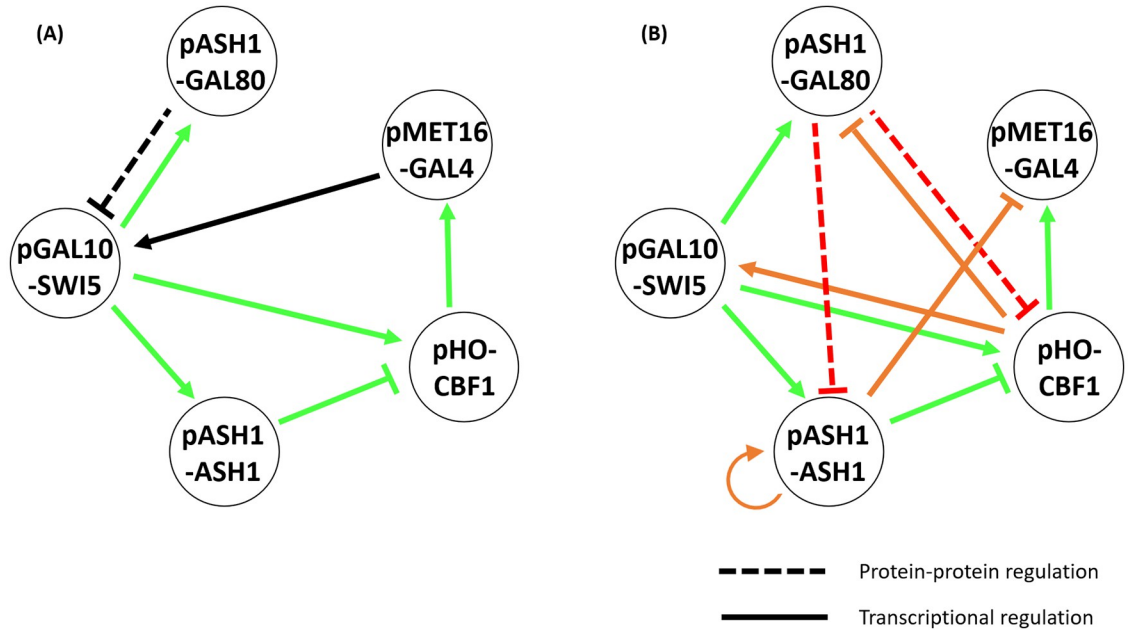 (A)
pASH1
-GAL80
pMET16
-GAL4
pGAL10
-SWI5
pHO-
CBF1
pASH1
-ASH1
(B)
pASH1
-GAL80
pMET16
-GAL4
pGAL10
-SWI5
pHO-
CBF1
pASH1
-ASH1
Protein-protein regulation
Transcriptional regulation